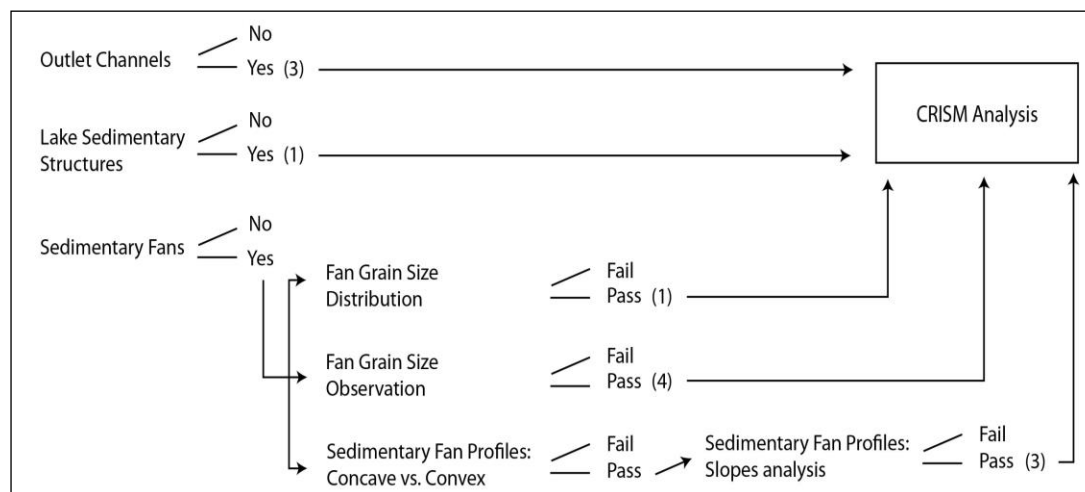 No
Outlet Channels
Yes (3)
CRISM Analysis
No
Lake Sedimentary
Structures
Yes (1)
No
Sedimentary Fans
Yes
Fan Grain Size
Distribution
Fail
Pass (1)
Fan Grain Size
Observation
Fail
Pass (4)
Sedimentary Fan Profiles:
Concave vs. Convex
Fail
Pass
Sedimentary Fan Profiles:
Slopes analysis
Fail
Pass (3)